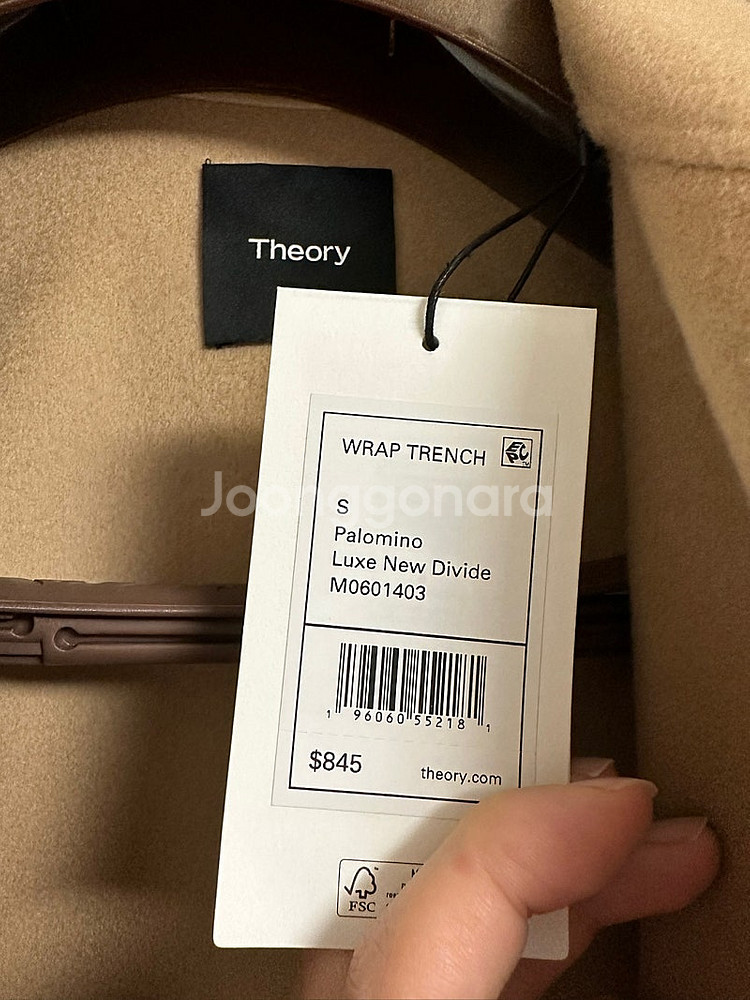 Theory
WRAP TRENCH
S
Palomino
Luxe New Divide
M0601403
1 96060 55218 1
$845
theory.com
FSC
Joonggonara